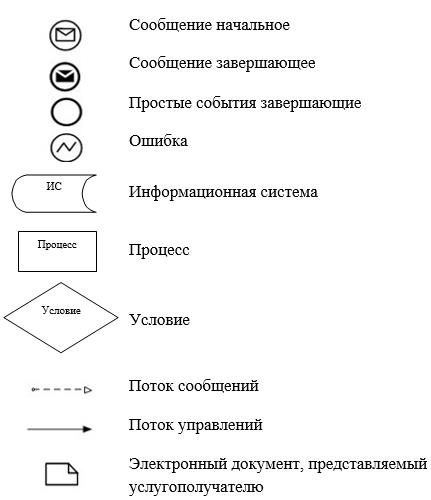 Сообщение начальное
Сообщение завершающее
Простые события завершающие
Ошибка
ИС
Информационная система
Процесс
Процесс
Условие
Условие
Поток сообщений
Поток управлений
Электронный документ, представляемый
услугополучателю